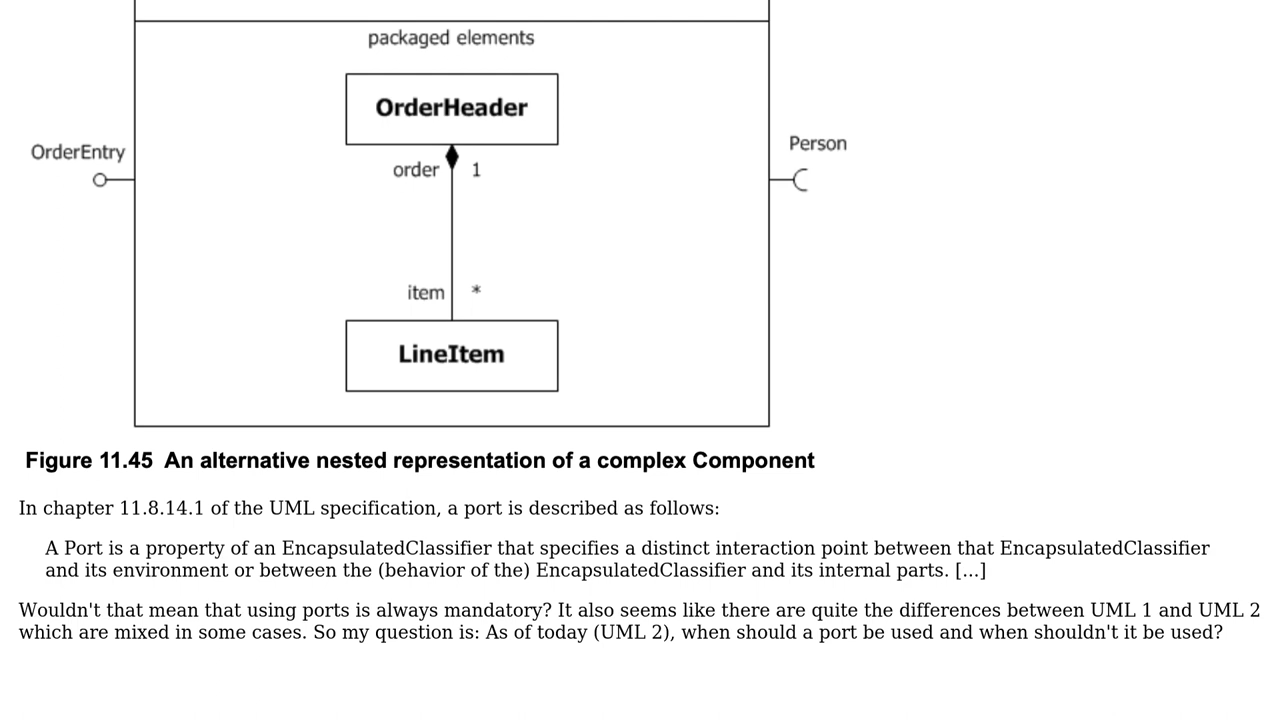 packaged elements
OrderHeader
OrderEntry
Person
order 1
item *
LineItem
Figure 11.45 An alternative nested representation of a complex Component
In chapter 11.8.14.1 of the UML specification, a port is described as follows:
A Port is a property of an EncapsulatedClassifier that specifies a distinct interaction point between that EncapsulatedClassifier
and its environment or between the (behavior of the) EncapsulatedClassifier and its internal parts. [...]
Wouldn't that mean that using ports is always mandatory? It also seems like there are quite the differences between UML 1 and UML 2
which are mixed in some cases. So my question is: As of today (UML 2), when should a port be used and when shouldn't it be used?